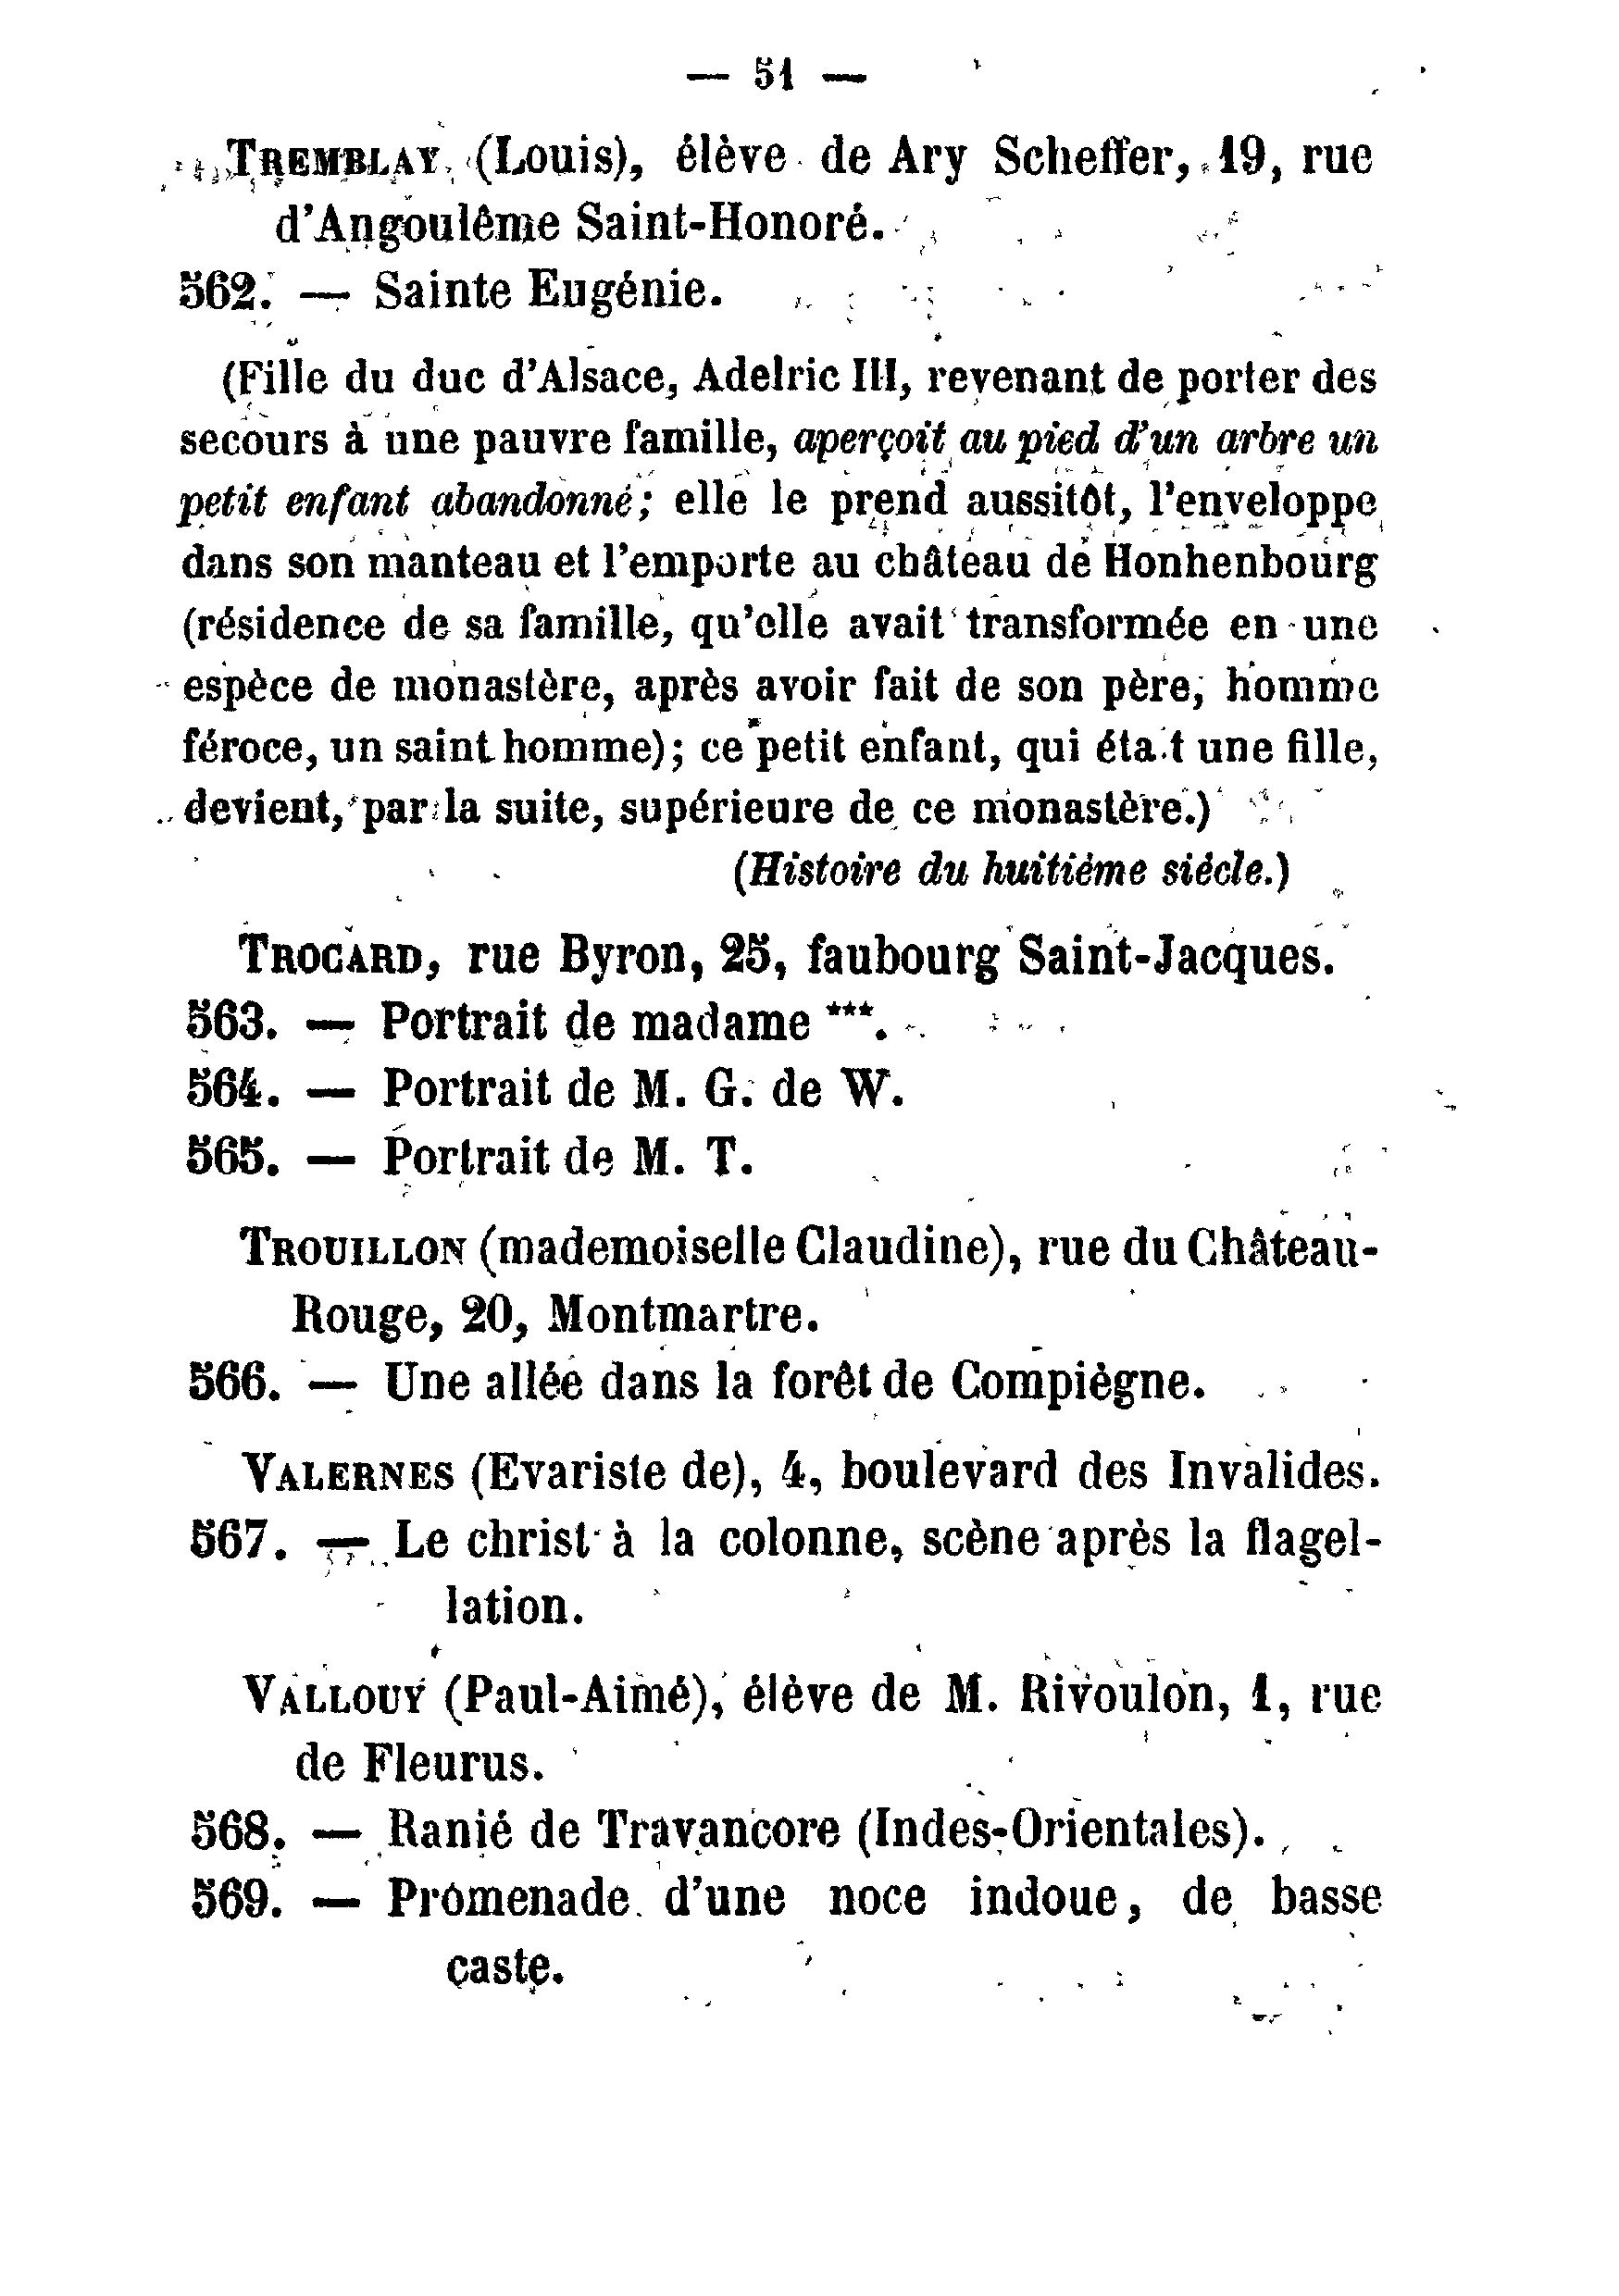 — 51 —
TREMBLAY (Louis), élève de Ary Scheffer, 19, rue
d'Angoulême Saint-Honoré.
562. — Sainte Eugénie.
(Fille du duc d'Alsace, Adelric III, revenant de porter des
secours à une pauvre famille, aperçoit au pied d'un arbre un
petit enfant abandonné; elle le prend aussitôt, l'enveloppe
dans son manteau et l'emporte au château de Honhenbourg
(résidence de sa famille, qu'elle avait transformée en une
espèce de monastère, après avoir fait de son père, homme
féroce, un saint homme); ce petit enfant, qui était une fille,
devient, par la suite, supérieure de ce monastère.)
(Histoire du huitième siècle.)
TROCARD, rue Byron, 25, faubourg Saint-Jacques.
563. — Portrait de madame ***.
564. — Portrait de M. G. de W.
565. — Portrait de M. T.
TROUILLON (mademoiselle Claudine), rue du Château-
Rouge, 20, Montmartre.
566. — Une allée dans la forêt de Compiègne.
VALERNES (Evariste de), 4, boulevard des Invalides.
567. — Le christ à la colonne, scène après la flagel-
lation.
VALLOUY (Paul-Aimé), élève de M. Rivoulon, 1, rue
de Fleurus.
568. — Ranié de Travancore (Indes-Orientales).
569. — Promenade d'une noce indoue, de basse
caste.